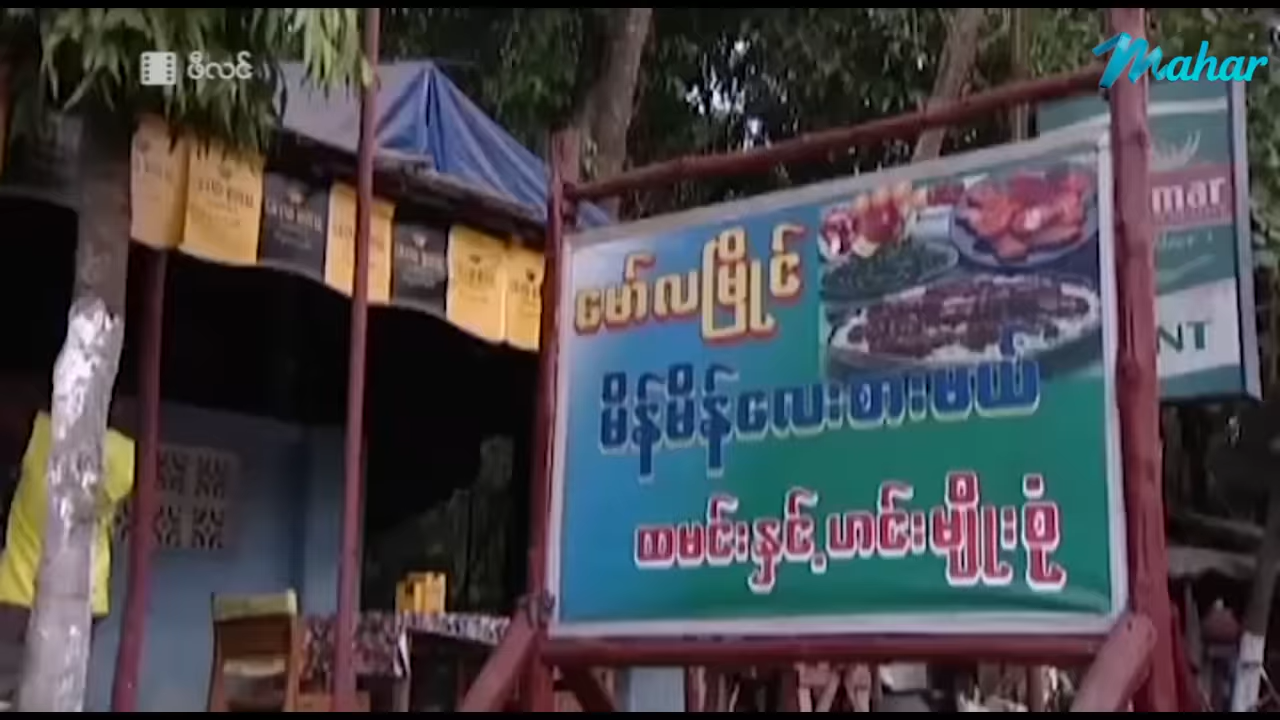 ဖီလင်
Mahar
မော်လမြိုင်
မိန်မိန်လေးစားမယ်
ထမင်းနှင့်ဟင်းမျိုးစုံ
mar
NT